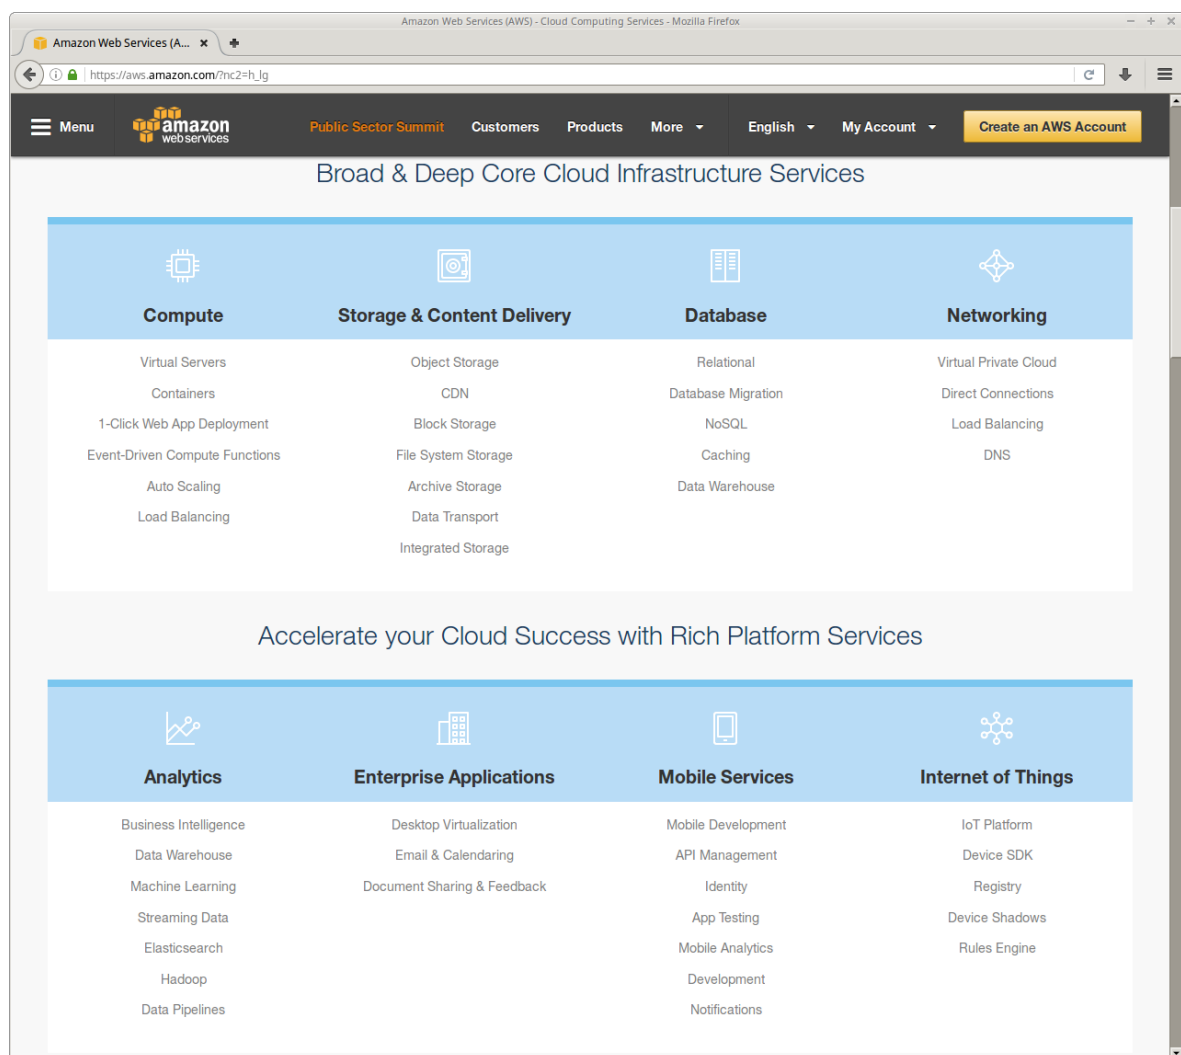 Amazon Web Services (AWS) - Cloud Computing Services - Mozilla Firefox
Amazon Web Services (A...
https://aws.amazon.com/?nc2=h_lg
Menu amazon web services Public Sector Summit Customers Products More English My Account Create an AWS Account
Broad & Deep Core Cloud Infrastructure Services
Compute Storage & Content Delivery Database Networking
Virtual Servers Object Storage Relational Virtual Private Cloud
Containers CDN Database Migration Direct Connections
1-Click Web App Deployment Block Storage NoSQL Load Balancing
Event-Driven Compute Functions File System Storage Caching DNS
Auto Scaling Archive Storage Data Warehouse
Load Balancing Data Transport
Integrated Storage
Accelerate your Cloud Success with Rich Platform Services
Analytics Enterprise Applications Mobile Services Internet of Things
Business Intelligence Desktop Virtualization Mobile Development IoT Platform
Data Warehouse Email & Calendaring API Management Device SDK
Machine Learning Document Sharing & Feedback Identity Registry
Streaming Data App Testing Device Shadows
Elasticsearch Mobile Analytics Rules Engine
Hadoop Development
Data Pipelines Notifications